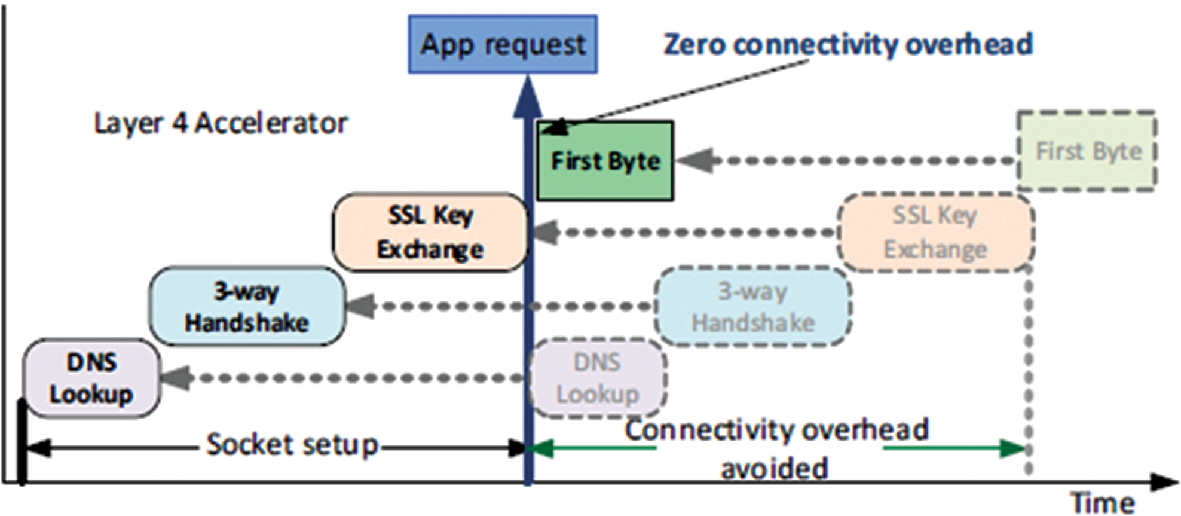 App request
Zero connectivity overhead
Layer 4 Accelerator
First Byte
First Byte
SSL Key
Exchange
SSL Key
Exchange
3-way
Handshake
3-way
Handshake
DNS
Lookup
DNS
Lookup
Socket setup
Connectivity overhead
avoided
Time